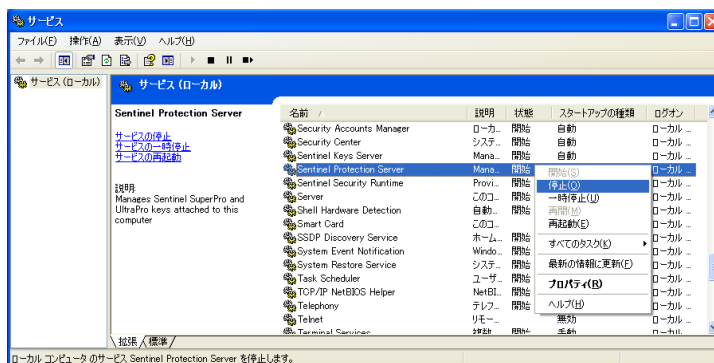 サービス
ファイル(F) 操作(A) 表示(V) ヘルプ(H)
サービス (ローカル)
サービス (ローカル)
Sentinel Protection Server
サービスの停止
サービスの一時停止
サービスの再起動
説明:
Manages Sentinel SuperPro and
UltraPro keys attached to this
computer
名前 説明 状態 スタートアップの種類 ログオン
Security Accounts Manager ローカ... 開始 自動 ローカル ...
Security Center システ... 開始 自動 ローカル ...
Sentinel Keys Server Mana... 開始 自動 ローカル ...
Sentinel Protection Server Mana... 開始 ローカル ...
Sentinel Security Runtime Provi... 開始 ローカル ...
Server このコ... 開始 ローカル ...
Shell Hardware Detection 自動... 開始 ローカル ...
Smart Card このコ... ローカル ...
SSDP Discovery Service ホーム... 開始 ローカル ...
System Event Notification Windo... 開始 ローカル ...
System Restore Service システ... 開始 ローカル ...
Task Scheduler ユーザ... 開始 ローカル ...
TCP/IP NetBIOS Helper NetBI... 開始 ローカル ...
Telephony テレフ... 開始 ローカル ...
Telnet リモー... 無効 ローカル ...
Terminal Services 開始 手動 ローカル ...
開始(S)
停止(O)
一時停止(U)
再開(M)
再起動(E)
すべてのタスク(K)
最新の情報に更新(F)
プロパティ(R)
ヘルプ(H)
拡張 標準
ローカル コンピュータ のサービス Sentinel Protection Server を停止します。